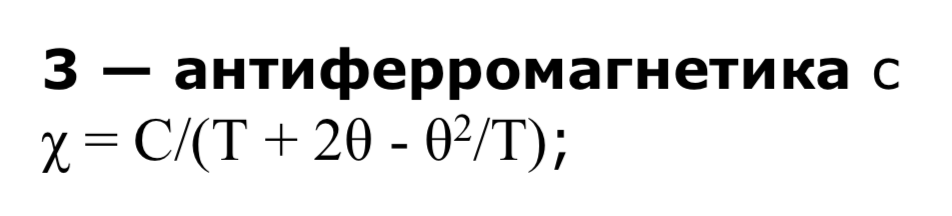 3 — антиферромагнетика с
χ = C/(T + 2θ - θ²/T);